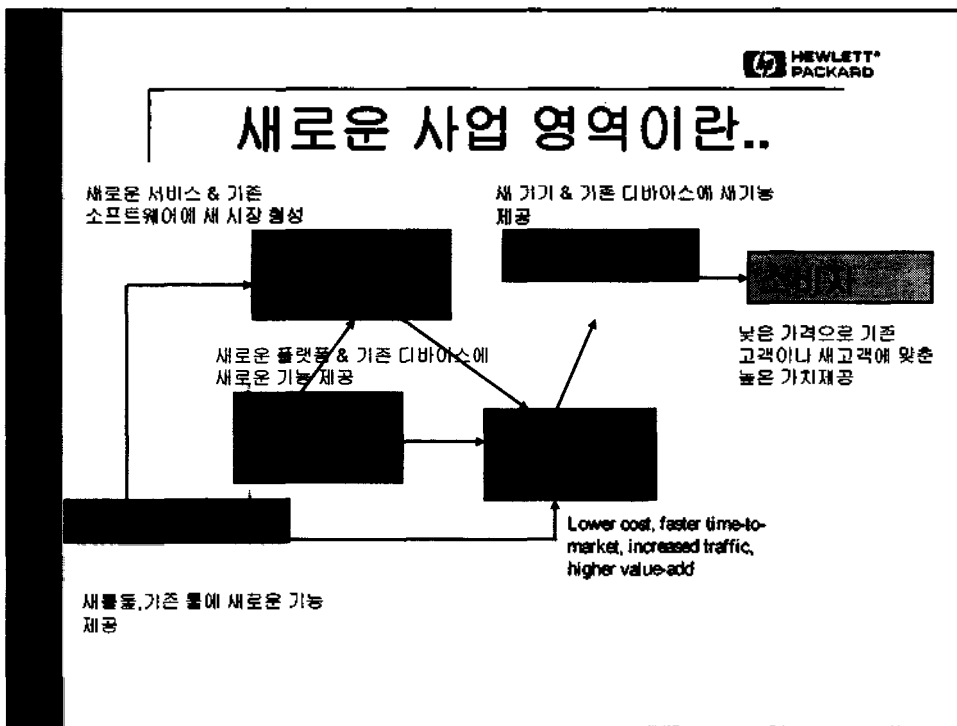 HEWLETT
PACKARD
새로운 사업 영역이란..
새로운 서비스 & 기존
소프트웨어에 새 시장 형성
새 기기 & 기존 디바이스에 새기능
제공
소비자
낮은 가격으로 기존
고객이나 새고객에 맞춘
높은 가치제공
새로운 플랫폼 & 기존 디바이스에
새로운 기능 제공
Lower cost, faster time-to-
market, increased traffic,
higher value-add
새툴들,기존 툴에 새로운 기능
제공